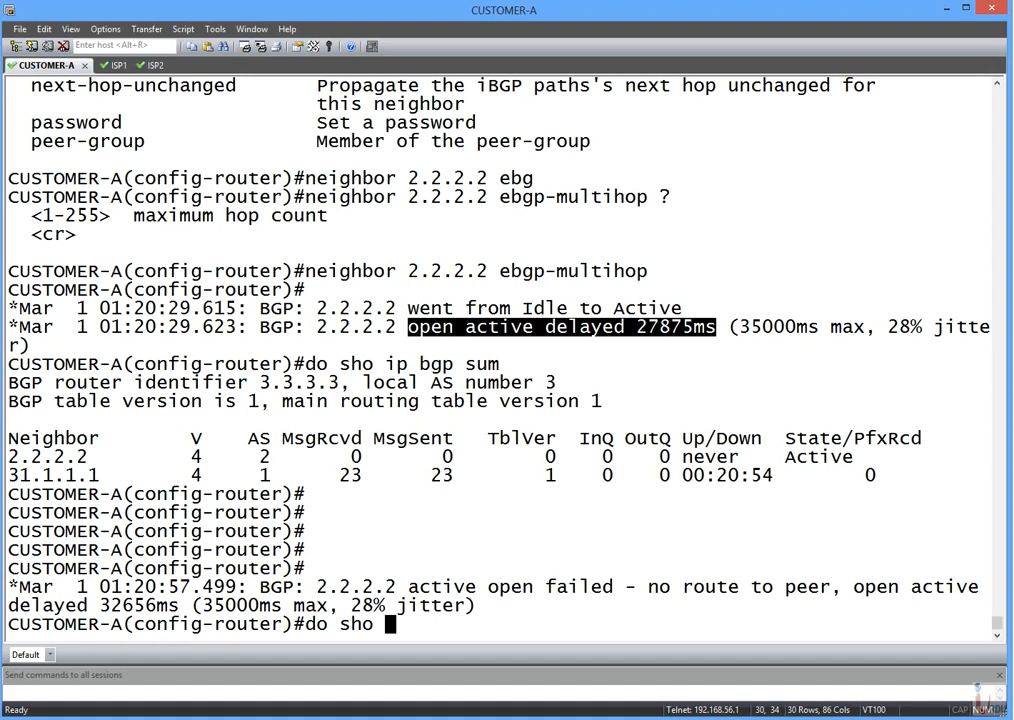 CUSTOMER-A
File Edit View Options Transfer Script Tools Window Help
Enter host <Alt+R>
CUSTOMER-A ISP1 ISP2
next-hop-unchanged Propagate the iBGP paths's next hop unchanged for
this neighbor
password Set a password
peer-group Member of the peer-group
CUSTOMER-A(config-router)#neighbor 2.2.2.2 ebg
CUSTOMER-A(config-router)#neighbor 2.2.2.2 ebgp-multihop ?
<1-255> maximum hop count
<cr>
CUSTOMER-A(config-router)#neighbor 2.2.2.2 ebgp-multihop
CUSTOMER-A(config-router)#
*Mar 1 01:20:29.615: BGP: 2.2.2.2 went from Idle to Active
*Mar 1 01:20:29.623: BGP: 2.2.2.2 open active delayed 27875ms (35000ms max, 28% jitte
r)
CUSTOMER-A(config-router)#do sho ip bgp sum
BGP router identifier 3.3.3.3, local AS number 3
BGP table version is 1, main routing table version 1
Neighbor V AS MsgRcvd MsgSent TblVer InQ OutQ Up/Down State/PfxRcd
2.2.2.2 4 2 0 0 0 0 0 never Active
31.1.1.1 4 1 23 23 1 0 0 00:20:54 0
CUSTOMER-A(config-router)#
CUSTOMER-A(config-router)#
CUSTOMER-A(config-router)#
CUSTOMER-A(config-router)#
CUSTOMER-A(config-router)#
*Mar 1 01:20:57.499: BGP: 2.2.2.2 active open failed - no route to peer, open active
delayed 32656ms (35000ms max, 28% jitter)
CUSTOMER-A(config-router)#do sho
Default
Send commands to all sessions
Ready Telnet: 192.168.56.1 30, 34 30 Rows, 86 Cols VT100 CAP NUM